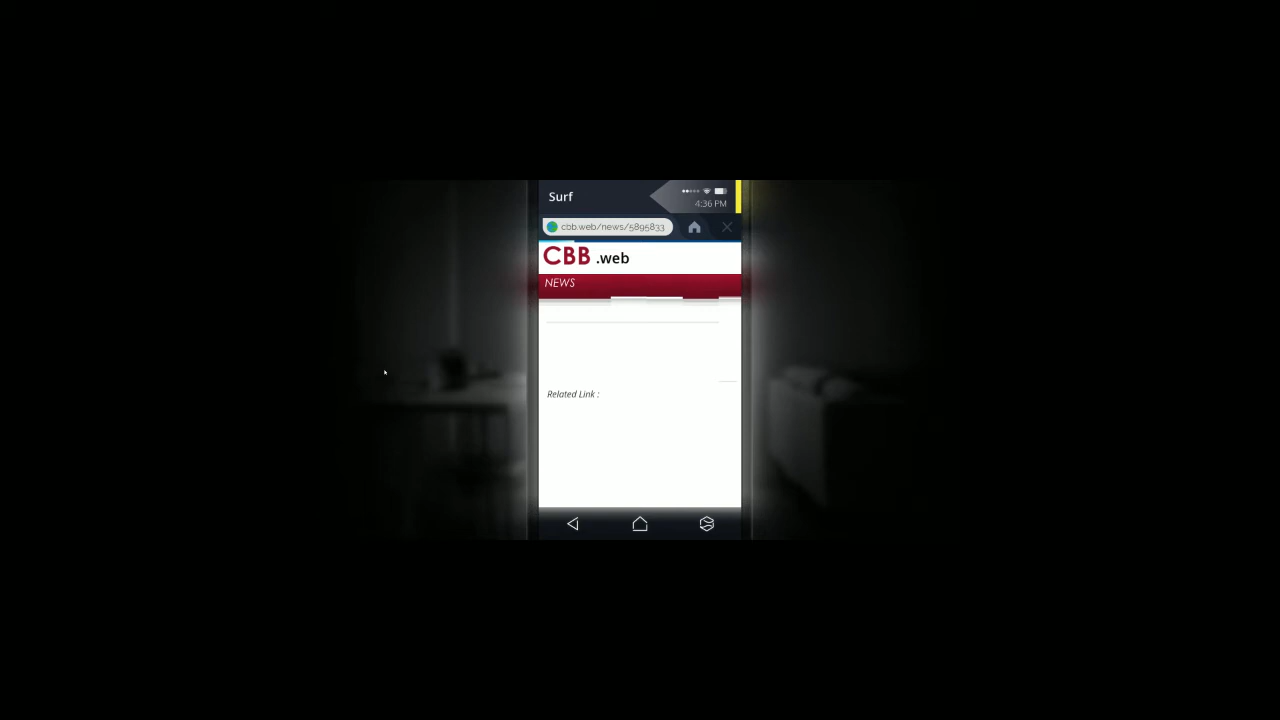 Surf
4:36 PM
cbb.web/news/5895833
CBB .web
NEWS
Related Link :